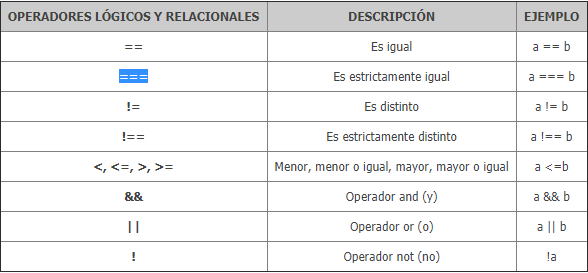 OPERADORES LÓGICOS Y RELACIONALES DESCRIPCIÓN EJEMPLO
== Es igual a == b
=== Es estrictamente igual a === b
!= Es distinto a != b
!== Es estrictamente distinto a !== b
<, <=, >, >= Menor, menor o igual, mayor, mayor o igual a <=b
&& Operador and (y) a && b
|| Operador or (o) a || b
! Operador not (no) !a